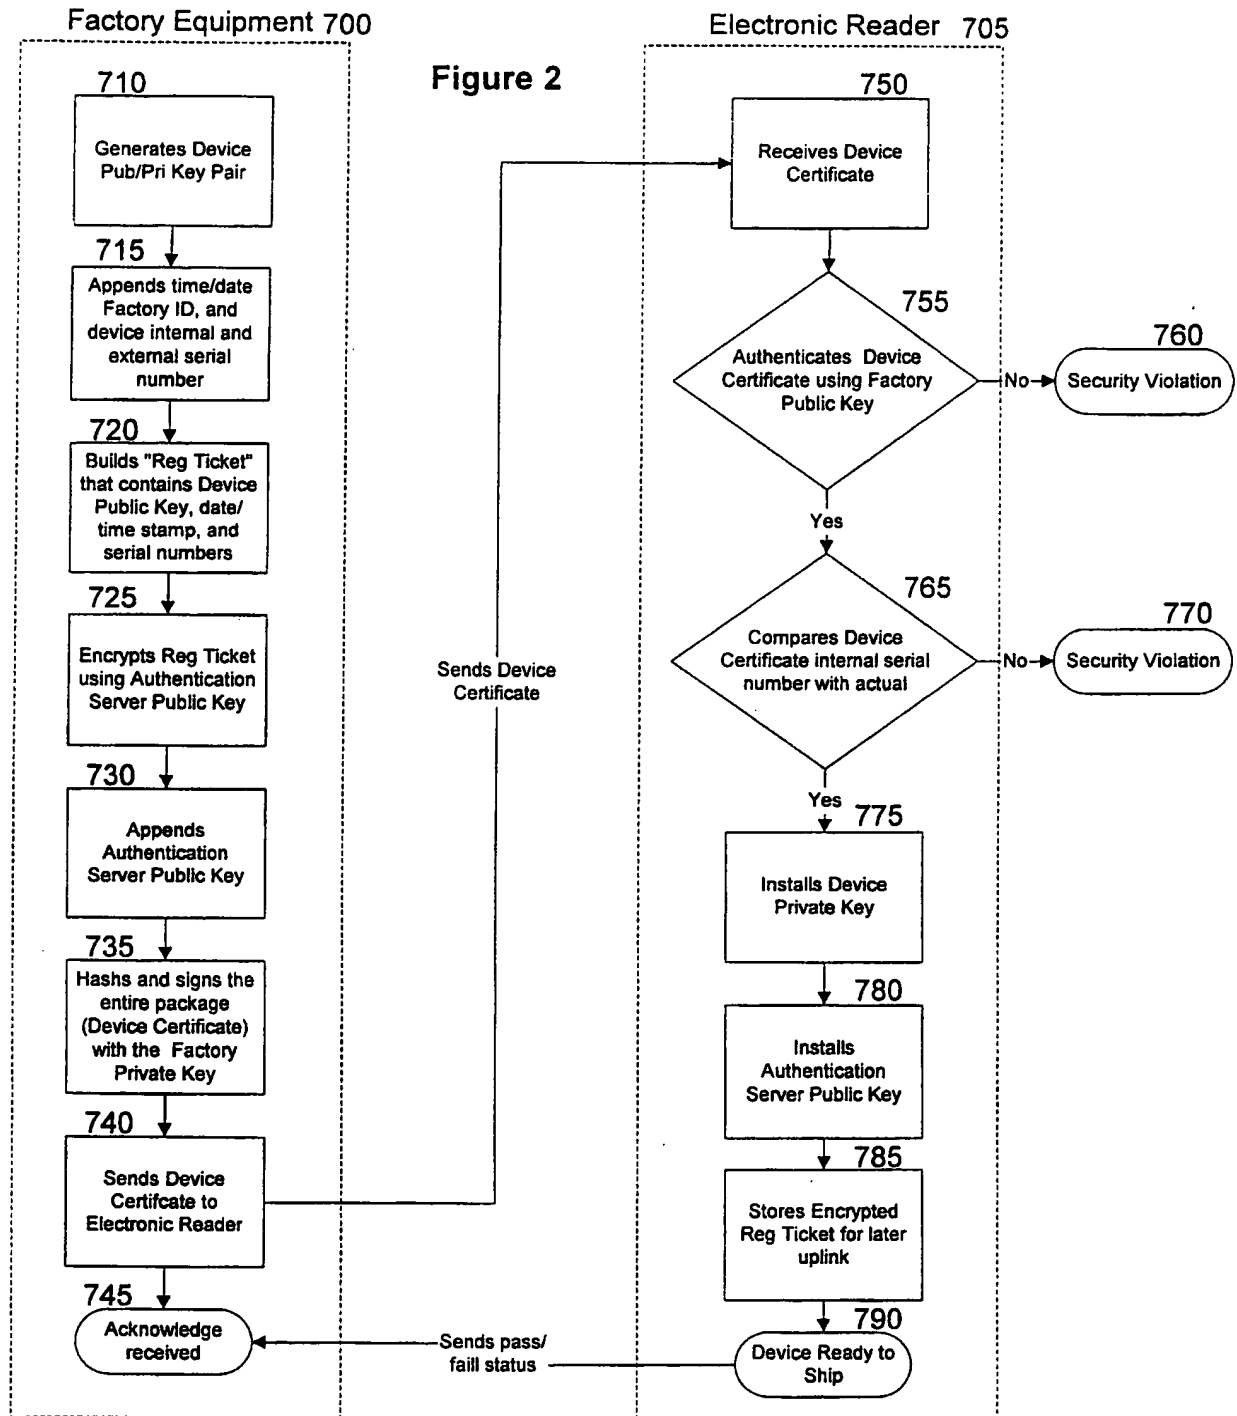 Factory Equipment 700
Electronic Reader 705
Figure 2
710
Generates Device
Pub/Pri Key Pair
715
Appends time/date
Factory ID, and
device internal and
external serial
number
720
Builds "Reg Ticket"
that contains Device
Public Key, date/
time stamp, and
serial numbers
725
Encrypts Reg Ticket
using Authentication
Server Public Key
730
Appends
Authentication
Server Public Key
735
Hashs and signs the
entire package
(Device Certificate)
with the Factory
Private Key
740
Sends Device
Certifcate to
Electronic Reader
745
Acknowledge
received
Sends Device
Certificate
750
Receives Device
Certificate
755
Authenticates Device
Certificate using Factory
Public Key
No
760
Security Violation
Yes
765
Compares Device
Certificate internal serial
number with actual
No
770
Security Violation
Yes
775
Installs Device
Private Key
780
Installs
Authentication
Server Public Key
785
Stores Encrypted
Reg Ticket for later
uplink
790
Device Ready to
Ship
Sends pass/
faill status